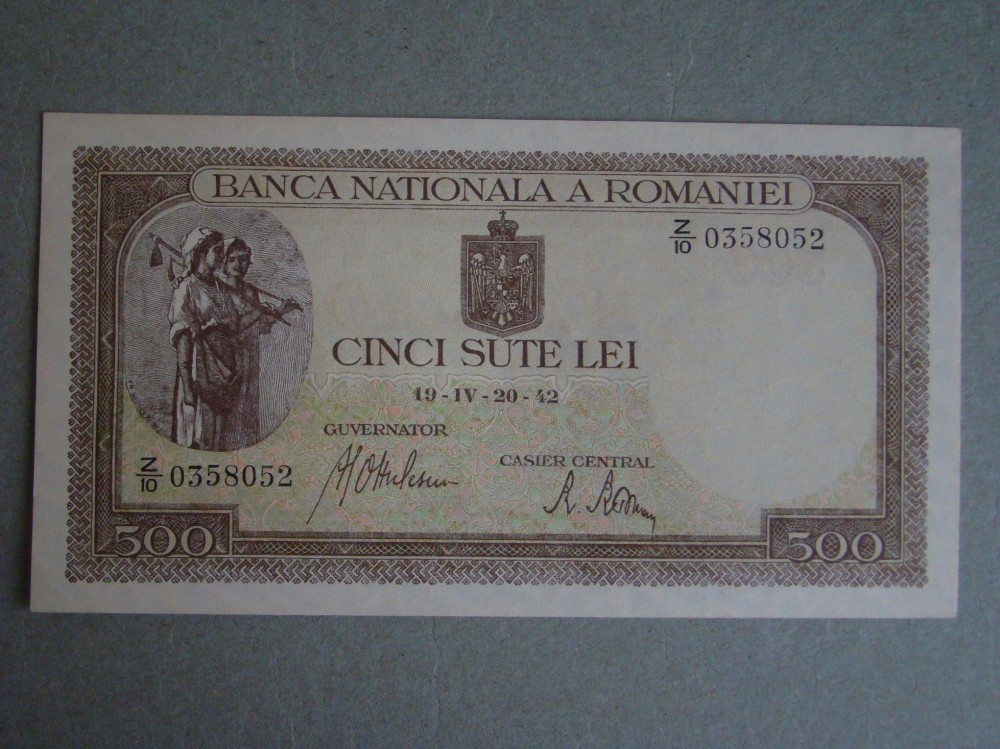 BANCA NATIONALA A ROMANIEI
Z/10 0358052
CINCI SUTE LEI
19-IV-20-42
GUVERNATOR
CASIER CENTRAL
Z/10 0358052
500
500